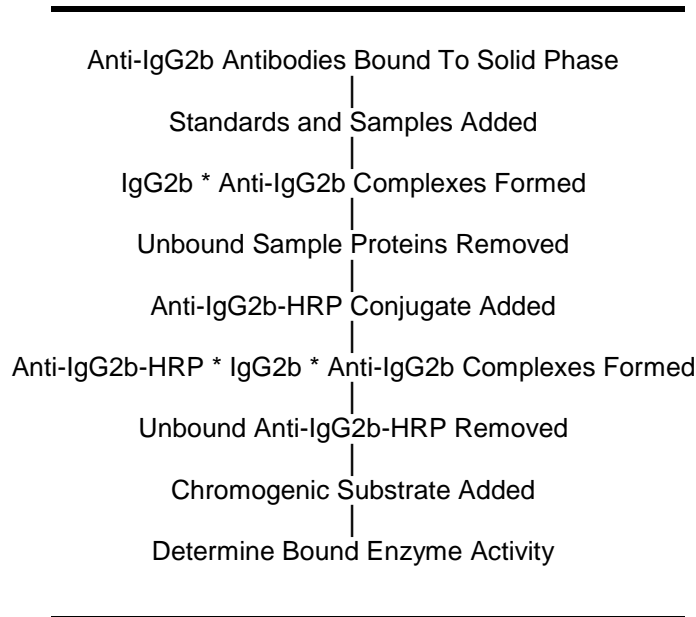 Anti-IgG2b Antibodies Bound To Solid Phase
Standards and Samples Added
IgG2b * Anti-IgG2b Complexes Formed
Unbound Sample Proteins Removed
Anti-IgG2b-HRP Conjugate Added
Anti-IgG2b-HRP * IgG2b * Anti-IgG2b Complexes Formed
Unbound Anti-IgG2b-HRP Removed
Chromogenic Substrate Added
Determine Bound Enzyme Activity